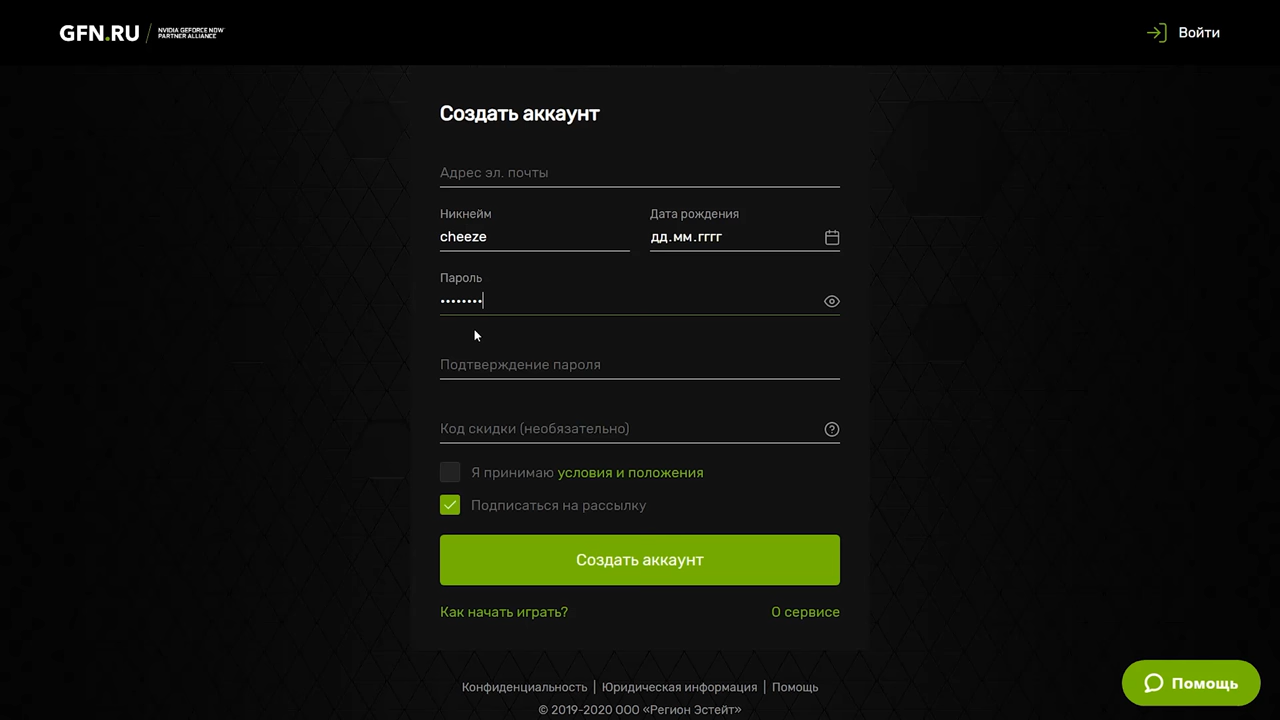 GFN.RU / NVIDIA GEFORCE NOW
PARTNER ALLIANCE
Войти
Создать аккаунт
Адрес эл. почты
Никнейм
Дата рождения
cheeze
дд.мм.гггг
Пароль
••••••••
Подтверждение пароля
Код скидки (необязательно)
Я принимаю условия и положения
Подписаться на рассылку
Создать аккаунт
Как начать играть?
О сервисе
Конфиденциальность | Юридическая информация | Помощь
© 2019-2020 ООО «Регион Эстейт»
Помощь